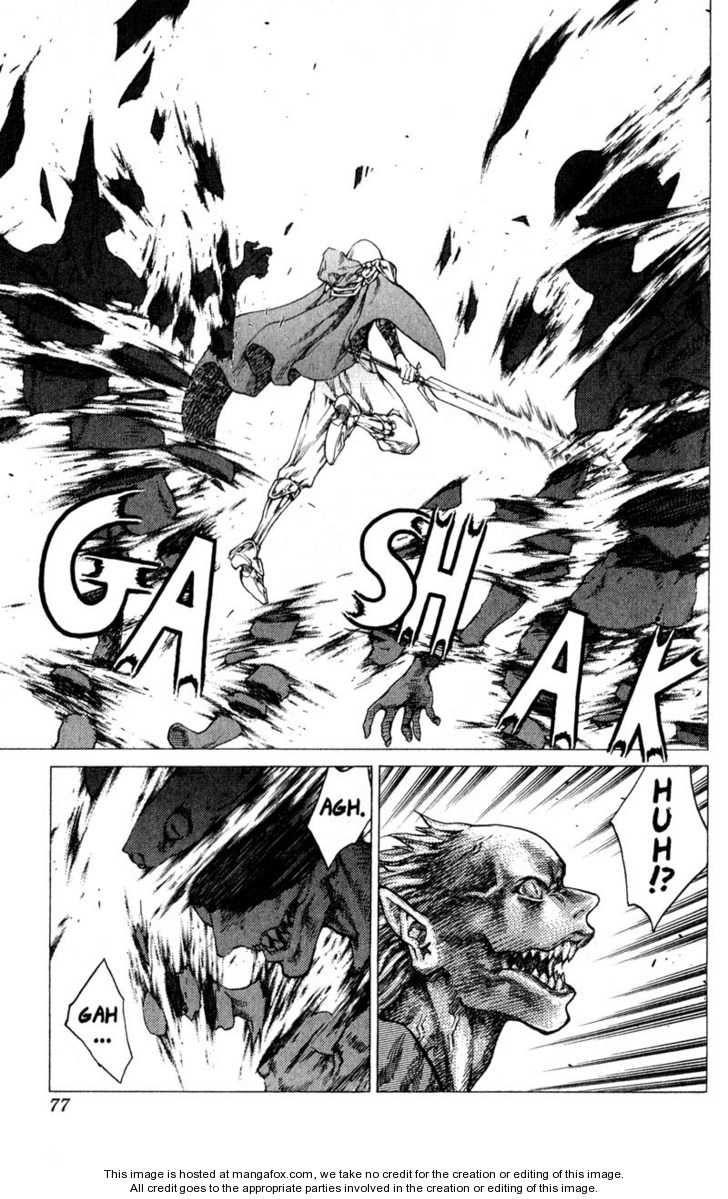 GASHAK
HUH!?
AGH.
GAH
...
77
This image is hosted at mangafox.com, we take no credit for the creation or editing of this image.
All credit goes to the appropriate parties involved in the creation or editing of this image.